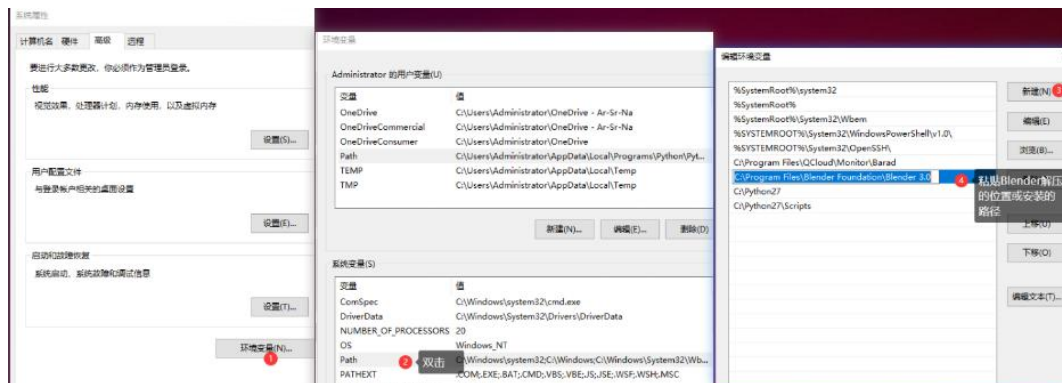 系统属性
计算机名 硬件 高级 远程
要进行大多数更改，你必须作为管理员登录。
性能
视觉效果，处理器计划，内存使用，以及虚拟内存
设置(S)...
用户配置文件
与登录帐户相关的桌面设置
设置(E)...
启动和故障恢复
系统启动、系统故障和调试信息
设置(T)...
环境变量(N)...
1
环境变量
Administrator 的用户变量(U)
变量 值
OneDrive C:\Users\Administrator\OneDrive - Ar-Sr-Na
OneDriveCommercial C:\Users\Administrator\OneDrive - Ar-Sr-Na
OneDriveConsumer C:\Users\Administrator\OneDrive - Ar-Sr-Na
Path C:\Users\Administrator\AppData\Local\Programs\Python\Pyt...
TEMP C:\Users\Administrator\AppData\Local\Temp
TMP C:\Users\Administrator\AppData\Local\Temp
新建(N)... 编辑(E)... 删除(D)
系统变量(S)
变量 值
ComSpec C:\Windows\system32\cmd.exe
DriverData C:\Windows\System32\Drivers\DriverData
NUMBER_OF_PROCESSORS 20
OS Windows_NT
Path 2 双击 C:\Windows\system32;C:\Windows;C:\Windows\System32\Wb...
PATHEXT .COM;.EXE;.BAT;.CMD;.VBS;.VBE;.JS;.JSE;.WSF;.WSH;.MSC
编辑环境变量
%SystemRoot%\system32
%SystemRoot%
%SystemRoot%\System32\Wbem
%SYSTEMROOT%\System32\WindowsPowerShell\v1.0\
%SYSTEMROOT%\System32\OpenSSH\
C:\Program Files\QCloud\Monitor\Barad
C:\Program Files\Blender Foundation\Blender 3.0
C:\Python27
C:\Python27\Scripts
新建(N) 3
编辑(E)
浏览(B)...
4 粘贴Blender解压
的位置或安装的
路径
上移(U)
下移(O)
编辑文本(T)...